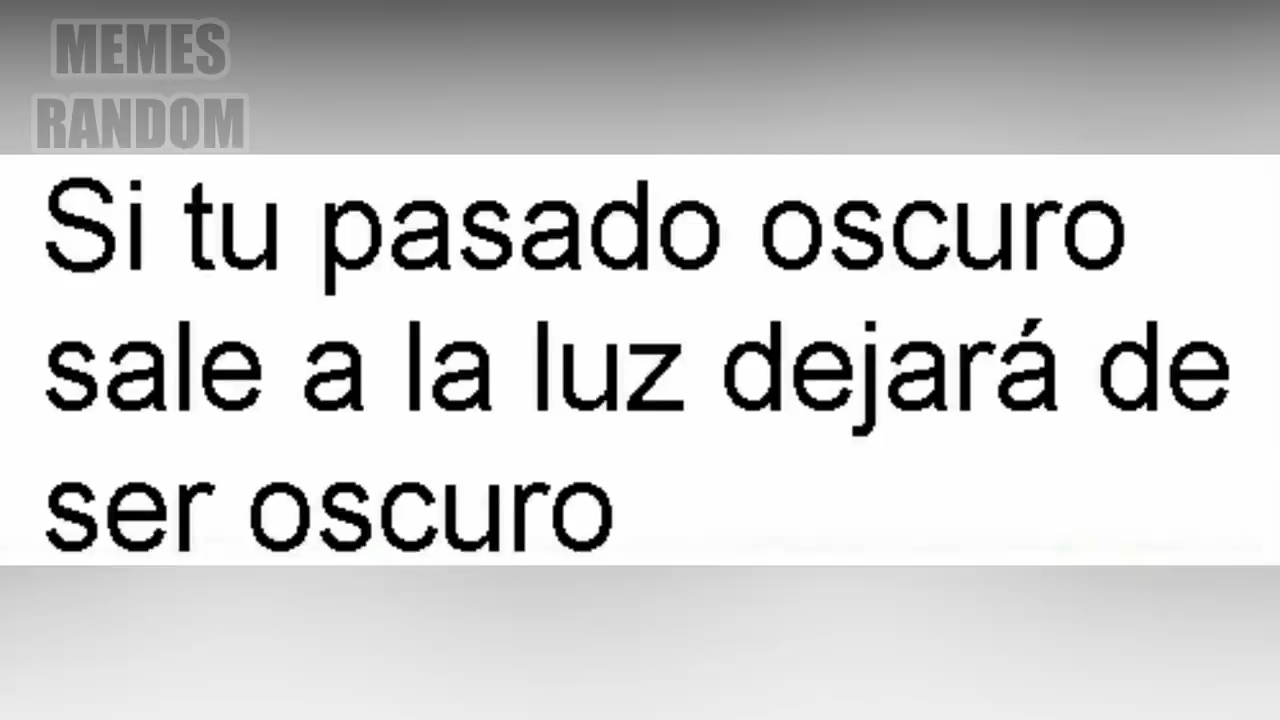 MEMES
RANDOM
Si tu pasado oscuro
sale a la luz dejará de
ser oscuro